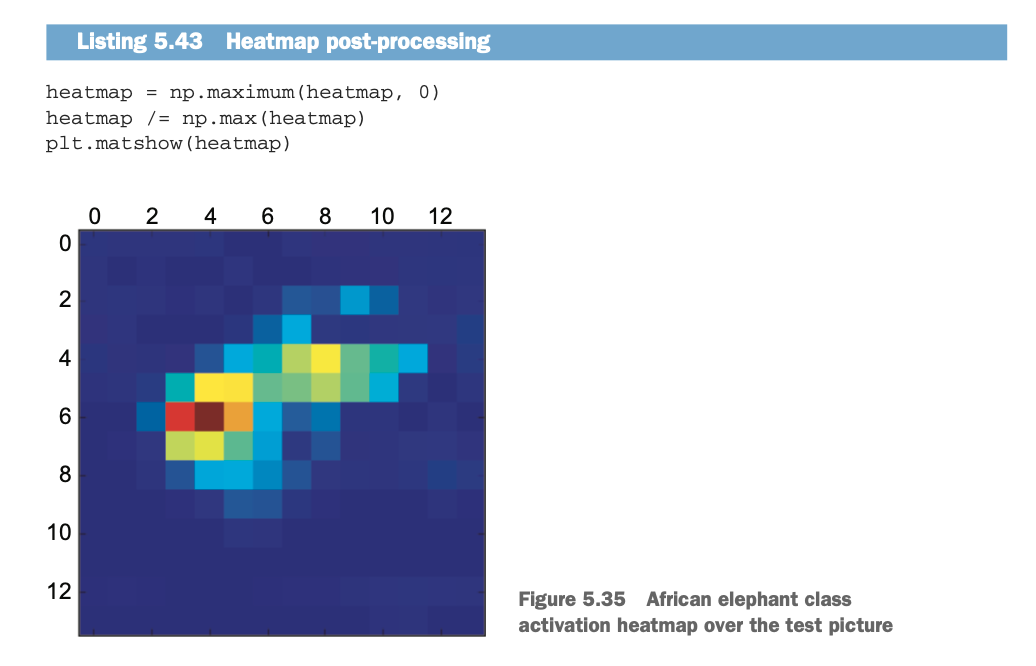 Listing 5.43 Heatmap post-processing
heatmap = np.maximum(heatmap, 0)
heatmap /= np.max(heatmap)
plt.matshow(heatmap)
0 2 4 6 8 10 12
0
2
4
6
8
10
12
Figure 5.35 African elephant class
activation heatmap over the test picture